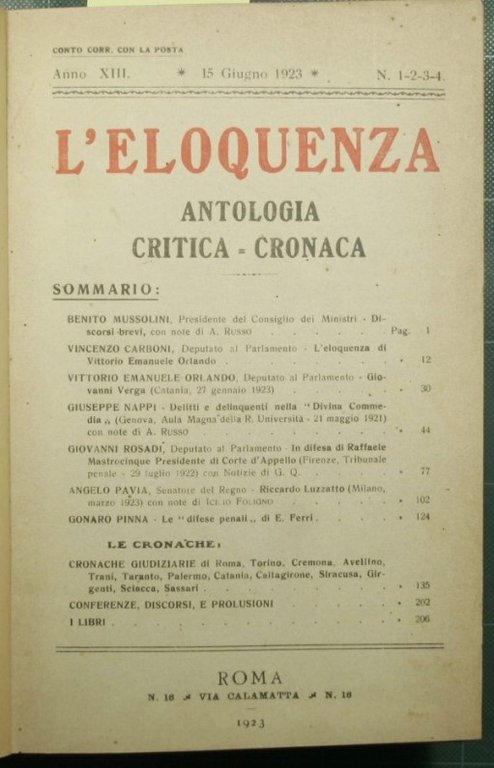 CONTO CORR. CON LA POSTA
Anno XIII. * 15 Giugno 1923 * N. 1-2-3-4.
L'ELOQUENZA
ANTOLOGIA
CRITICA = CRONACA
SOMMARIO:
BENITO MUSSOLINI, Presidente del Consiglio dei Ministri - Di-
scorsi brevi, con note di A. RUSSO . . . . . . Pag. 1
VINCENZO CARBONI, Deputato al Parlamento - L'eloquenza di
Vittorio Emanuele Orlando . . . . . . . » 12
VITTORIO EMANUELE ORLANDO, Deputato al Parlamento - Gio-
vanni Verga (Catania, 27 gennaio 1923) . . . . . » 30
GIUSEPPE NAPPI - Delitti e delinquenti nella "Divina Comme-
dia„ (Genova, Aula Magna della R. Università - 21 maggio 1921)
con note di A. RUSSO . . . . . . . . » 44
GIOVANNI ROSADI, Deputato al Parlamento - In difesa di Raffaele
Mastrocinque Presidente di Corte d'Appello (Firenze, Tribunale
penale - 29 luglio 1922) con Notizie di G. Q. . . . . » 77
ANGELO PAVIA, Senatore del Regno - Riccardo Luzzatto (Milano,
marzo 1923) con note di ICILIO FOLIGNO . . . . . » 102
GONARO PINNA - Le "difese penali„ di E. Ferri . . . . . » 124
LE CRONACHE:
CRONACHE GIUDIZIARIE di Roma, Torino, Cremona, Avellino,
Trani, Taranto, Palermo, Catania, Caltagirone, Siracusa, Gir-
genti, Sciacca, Sassari . . . . . . . . » 135
CONFERENZE, DISCORSI, E PROLUSIONI . . . . . » 202
I LIBRI . . . . . . . . . . . » 206
ROMA
N. 16 VIA CALAMATTA N. 16
1923